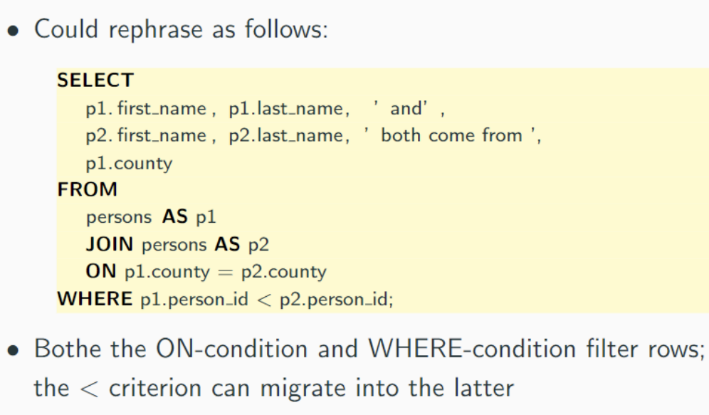 • Could rephrase as follows:
SELECT
p1.first_name, p1.last_name, ' and' ,
p2.first_name, p2.last_name, ' both come from ',
p1.county
FROM
persons AS p1
JOIN persons AS p2
ON p1.county = p2.county
WHERE p1.person_id < p2.person_id;
• Bothe the ON-condition and WHERE-condition filter rows;
the < criterion can migrate into the latter